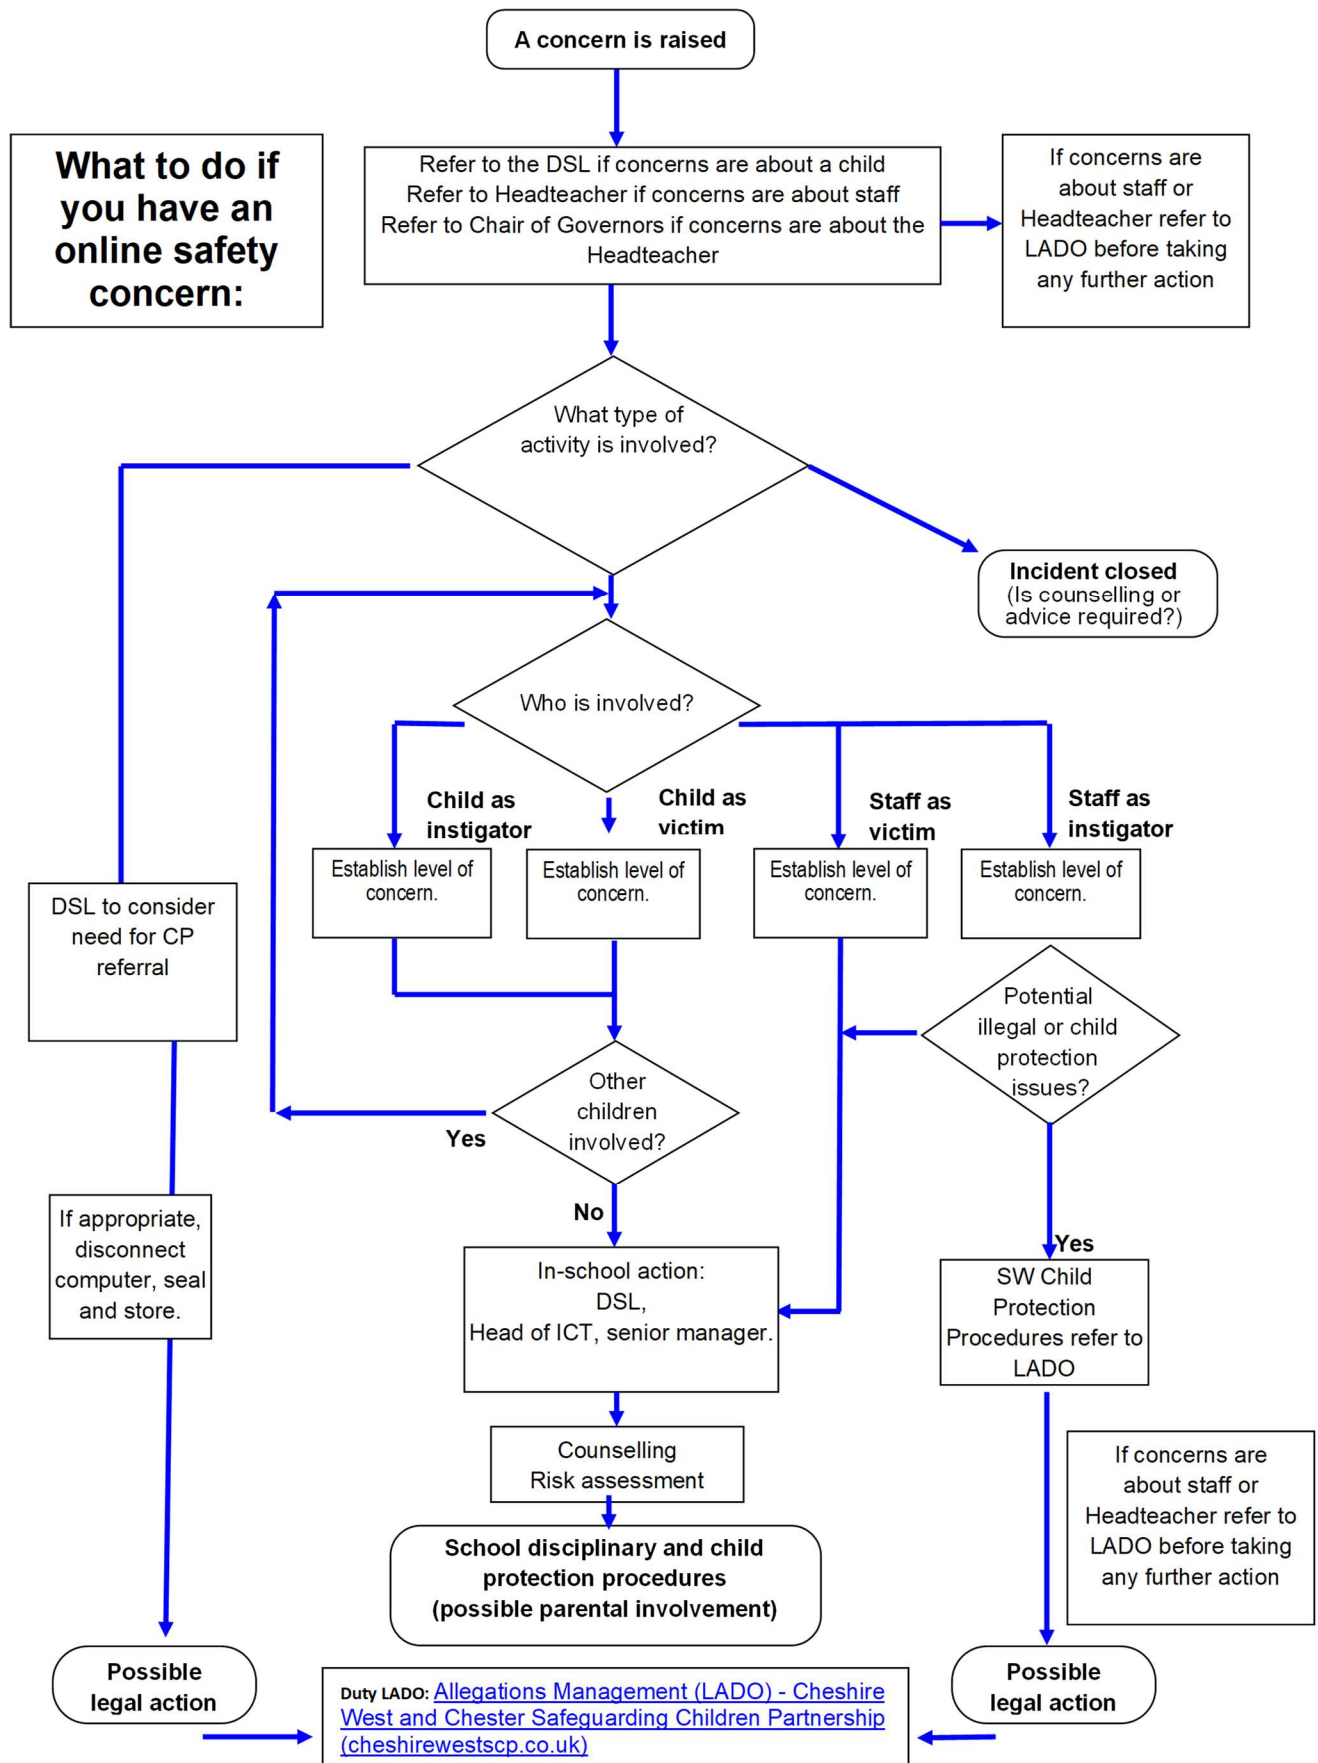 A concern is raised
What to do if
you have an
online safety
concern:
Refer to the DSL if concerns are about a child
Refer to Headteacher if concerns are about staff
Refer to Chair of Governors if concerns are about the
Headteacher
If concerns are
about staff or
Headteacher refer to
LADO before taking
any further action
What type of
activity is involved?
Incident closed
(Is counselling or
advice required?)
Who is involved?
Child as
instigator
Child as
victim
Staff as
victim
Staff as
instigator
Establish level of
concern.
Establish level of
concern.
Establish level of
concern.
Establish level of
concern.
DSL to consider
need for CP
referral
Potential
illegal or child
protection
issues?
Other
children
involved?
Yes
No
If appropriate,
disconnect
computer, seal
and store.
In-school action:
DSL,
Head of ICT, senior manager.
Yes
SW Child
Protection
Procedures refer to
LADO
Counselling
Risk assessment
If concerns are
about staff or
Headteacher refer to
LADO before taking
any further action
School disciplinary and child
protection procedures
(possible parental involvement)
Possible
legal action
Possible
legal action
Duty LADO: Allegations Management (LADO) - Cheshire
West and Chester Safeguarding Children Partnership
(cheshirewestscp.co.uk)